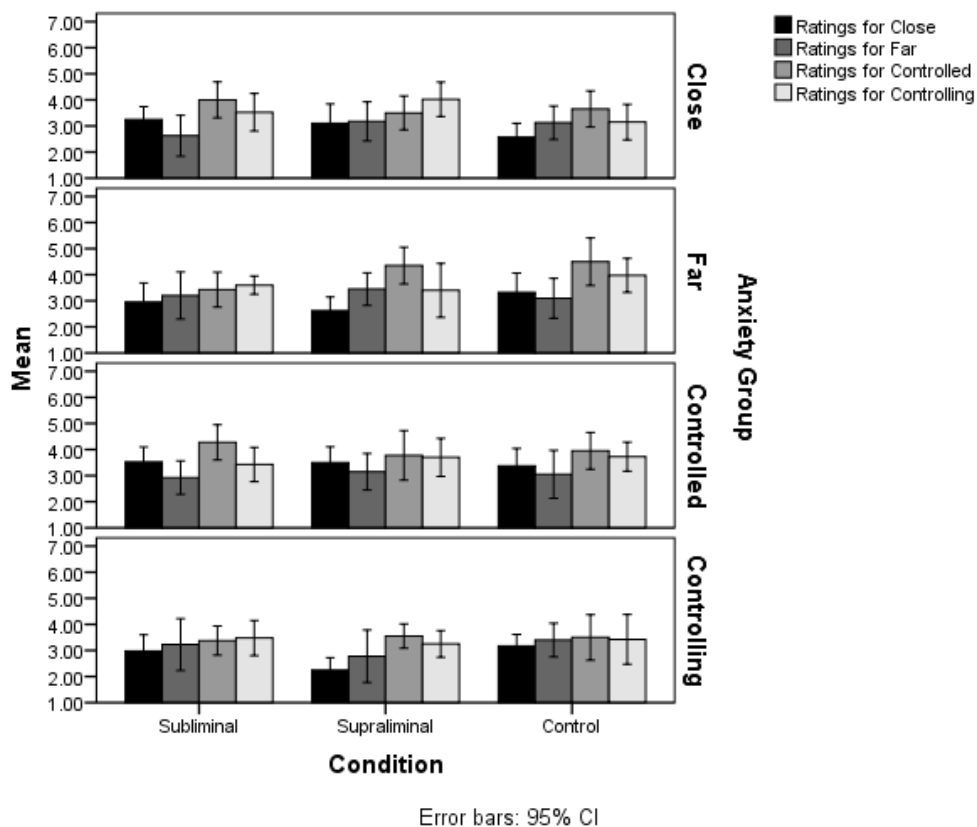 Ratings for Close
Ratings for Far
Ratings for Controlled
Ratings for Controlling
Mean
7.00
6.00
5.00
4.00
3.00
2.00
1.00
Close
7.00
6.00
5.00
4.00
3.00
2.00
1.00
Far
7.00
6.00
5.00
4.00
3.00
2.00
1.00
Controlled
7.00
6.00
5.00
4.00
3.00
2.00
1.00
Controlling
Anxiety Group
Subliminal Supraliminal Control
Condition
Error bars: 95% CI